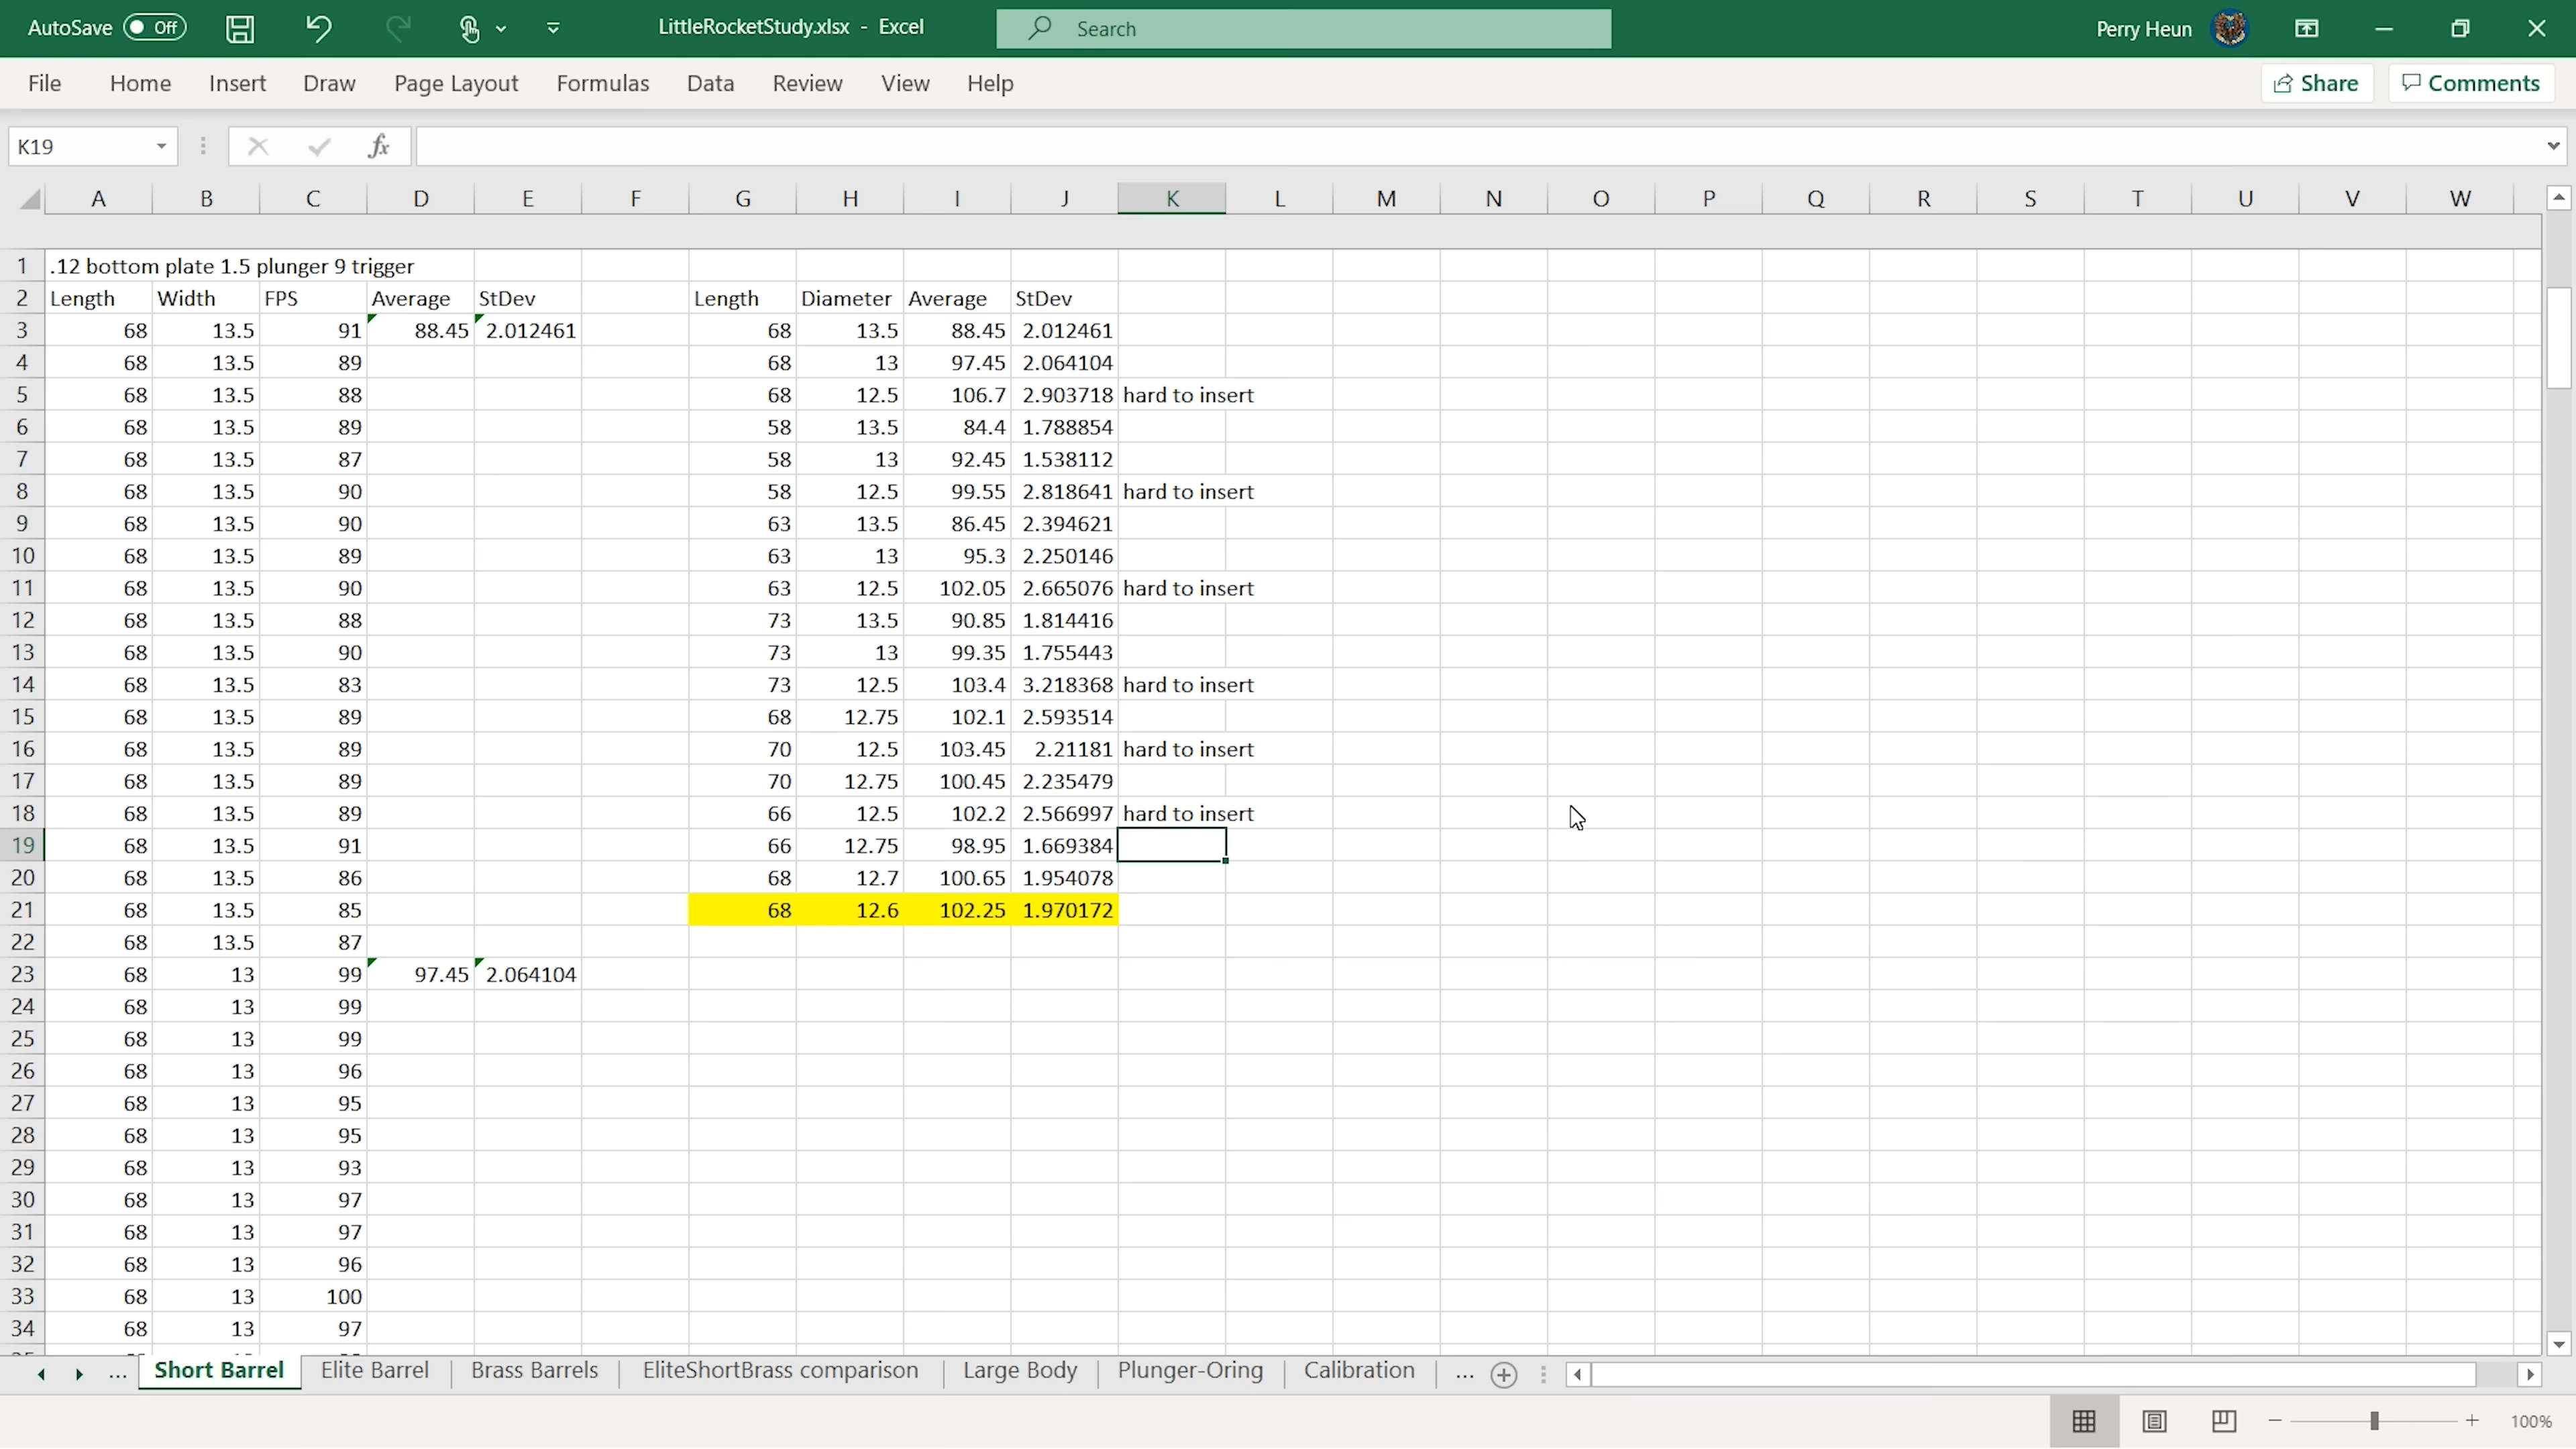 AutoSave Off LittleRocketStudy.xlsx - Excel Search Perry Heun
File Home Insert Draw Page Layout Formulas Data Review View Help Share Comments
K19 fx
A B C D E F G H I J K L M N O P Q R S T U V W
1 .12 bottom plate 1.5 plunger 9 trigger
2 Length Width FPS Average StDev Length Diameter Average StDev
3 68 13.5 91 88.45 2.012461 68 13.5 88.45 2.012461
4 68 13.5 89 68 13 97.45 2.064104
5 68 13.5 88 68 12.5 106.7 2.903718 hard to insert
6 68 13.5 89 58 13.5 84.4 1.788854
7 68 13.5 87 58 13 92.45 1.538112
8 68 13.5 90 58 12.5 99.55 2.818641 hard to insert
9 68 13.5 90 63 13.5 86.45 2.394621
10 68 13.5 89 63 13 95.3 2.250146
11 68 13.5 90 63 12.5 102.05 2.665076 hard to insert
12 68 13.5 88 73 13.5 90.85 1.814416
13 68 13.5 90 73 13 99.35 1.755443
14 68 13.5 83 73 12.5 103.4 3.218368 hard to insert
15 68 13.5 89 68 12.75 102.1 2.593514
16 68 13.5 89 70 12.5 103.45 2.21181 hard to insert
17 68 13.5 89 70 12.75 100.45 2.235479
18 68 13.5 89 66 12.5 102.2 2.566997 hard to insert
19 68 13.5 91 66 12.75 98.95 1.669384
20 68 13.5 86 68 12.7 100.65 1.954078
21 68 13.5 85 68 12.6 102.25 1.970172
22 68 13.5 87
23 68 13 99 97.45 2.064104
24 68 13 99
25 68 13 99
26 68 13 96
27 68 13 95
28 68 13 95
29 68 13 93
30 68 13 97
31 68 13 97
32 68 13 96
33 68 13 100
34 68 13 97
... Short Barrel Elite Barrel Brass Barrels EliteShortBrass comparison Large Body Plunger-Oring Calibration ...
100%